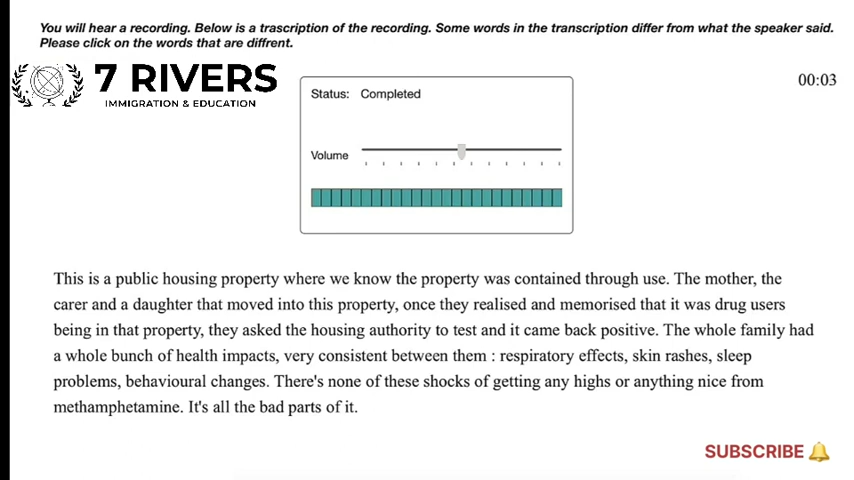 You will hear a recording. Below is a trascription of the recording. Some words in the transcription differ from what the speaker said.
Please click on the words that are diffrent.
7 RIVERS
IMMIGRATION & EDUCATION
00:03
Status: Completed
Volume
This is a public housing property where we know the property was contained through use. The mother, the
carer and a daughter that moved into this property, once they realised and memorised that it was drug users
being in that property, they asked the housing authority to test and it came back positive. The whole family had
a whole bunch of health impacts, very consistent between them : respiratory effects, skin rashes, sleep
problems, behavioural changes. There's none of these shocks of getting any highs or anything nice from
methamphetamine. It's all the bad parts of it.
SUBSCRIBE